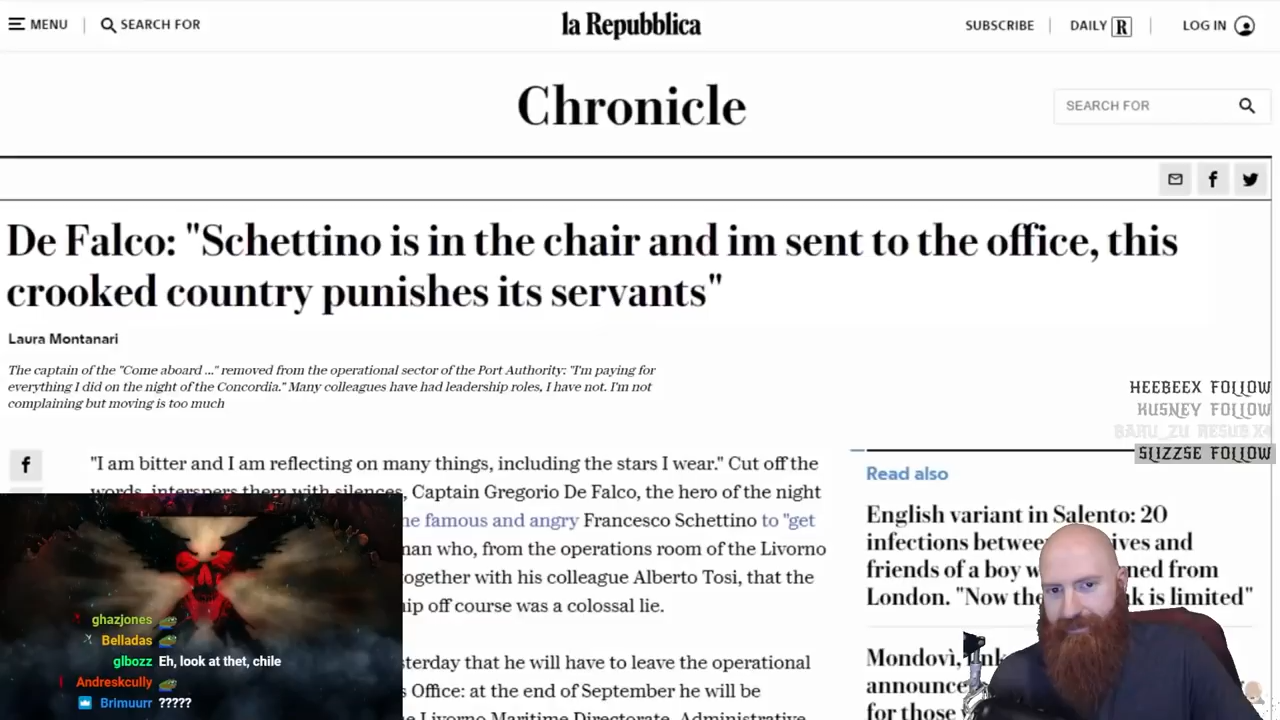 MENU
SEARCH FOR
la Repubblica
SUBSCRIBE
DAILY R
LOG IN
Chronicle
SEARCH FOR
De Falco: "Schettino is in the chair and im sent to the office, this
crooked country punishes its servants"
Laura Montanari
The captain of the "Come aboard ..." removed from the operational sector of the Port Authority: "I'm paying for
everything I did on the night of the Concordia." Many colleagues have had leadership roles, I have not. I'm not
complaining but moving is too much
HEEBEEX FOLLOW
KUSNEY FOLLOW
BARU_ZU RESUB X4
SLIZZSE FOLLOW
"I am bitter and I am reflecting on many things, including the stars I wear." Cut off the
words, intersperse them with silences, Captain Gregorio De Falco, the hero of the night
famous and angry Francesco Schettino to "get
who, from the operations room of the Livorno
together with his colleague Alberto Tosi, that the
off course was a colossal lie.
that he will have to leave the operational
Office: at the end of September he will be
Livorno Maritime Directorate, Administrative
Read also
English variant in Salento: 20
infections between
and
friends of a boy
from
London. "Now the
is limited"
Mondovì,
announce
for those
ghazjones
Belladas
glbozz Eh, look at thet, chile
Andreskcully
Brimuurr ?????